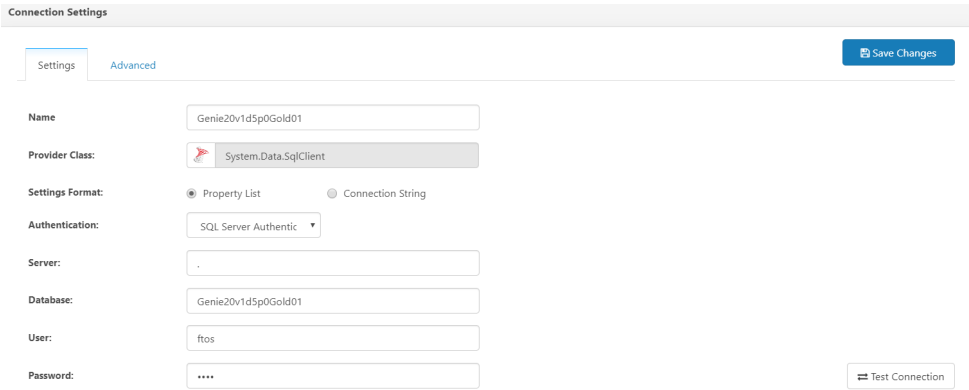 Connection Settings
Save Changes
Settings Advanced
Name Genie20v1d5p0Gold01
Provider Class: System.Data.SqlClient
Settings Format: Property List Connection String
Authentication: SQL Server Authentic
Server: .
Database: Genie20v1d5p0Gold01
User: ftos
Password: ••••
Test Connection